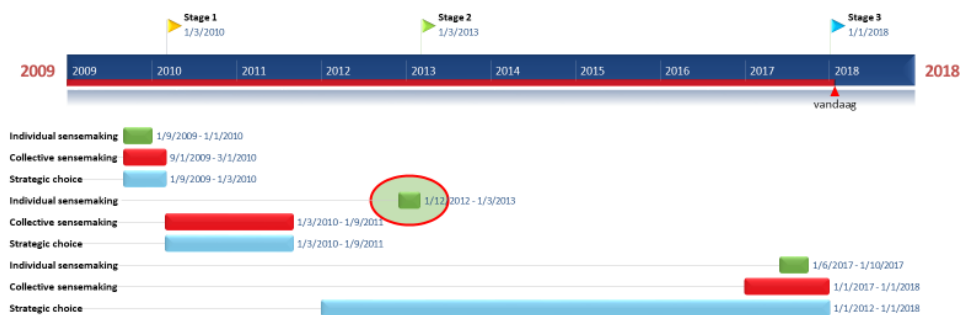 Stage 1
1/3/2010
Stage 2
1/3/2013
Stage 3
1/1/2018
2009 2009 2010 2011 2012 2013 2014 2015 2016 2017 2018 2018
vandaag
Individual sensemaking 1/9/2009 - 1/1/2010
Collective sensemaking 9/1/2009 - 3/1/2010
Strategic choice 1/9/2009 - 1/3/2010
Individual sensemaking 1/12/2012 - 1/3/2013
Collective sensemaking 1/3/2010 - 1/9/2011
Strategic choice 1/3/2010 - 1/9/2011
Individual sensemaking 1/6/2017 - 1/10/2017
Collective sensemaking 1/1/2017 - 1/1/2018
Strategic choice 1/1/2012 - 1/1/2018